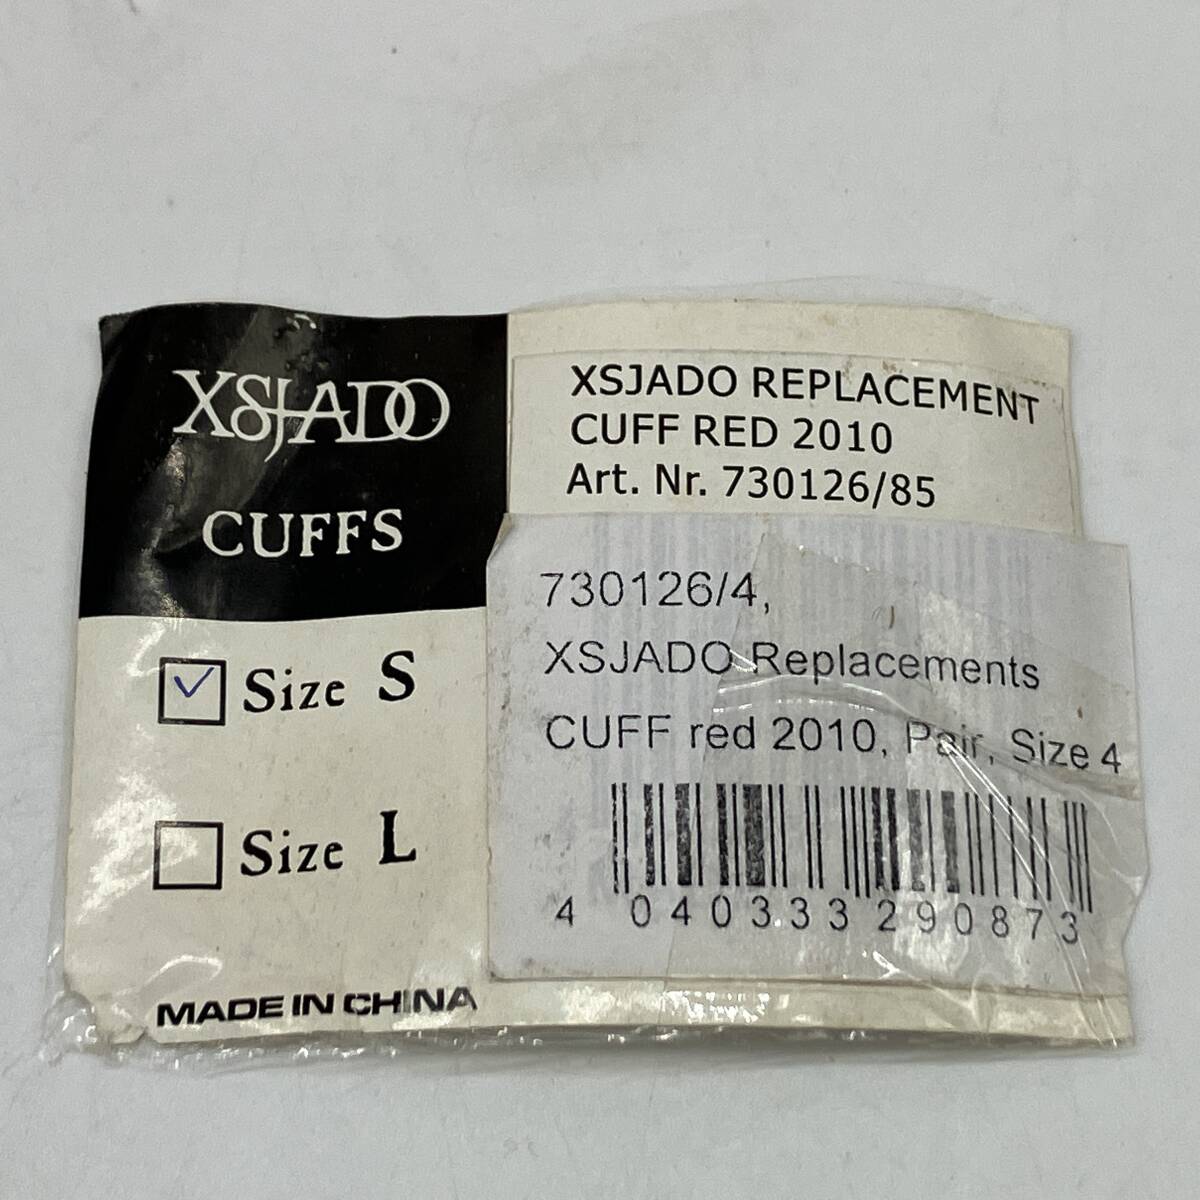 XSJADO
CUFFS
Size S
Size L
MADE IN CHINA
XSJADO REPLACEMENT
CUFF RED 2010
Art. Nr. 730126/85
730126/4,
XSJADO Replacements
CUFF red 2010, Pair, Size 4
4 040333 290873